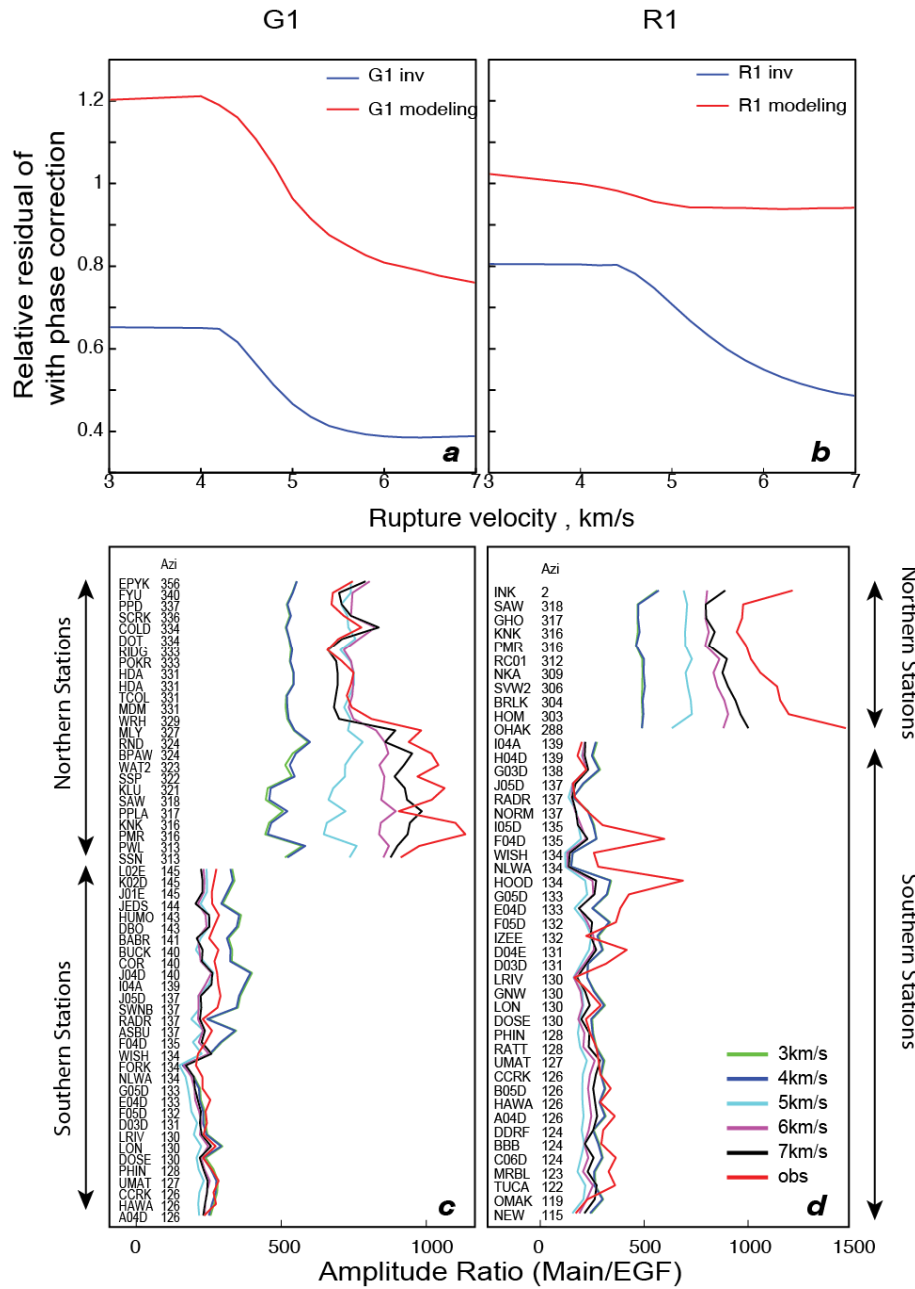 G1
R1
G1 inv
G1 modeling
R1 inv
R1 modeling
Relative residual of
with phase correction
1.2
1
0.8
0.6
0.4
a
b
3
4
5
6
7
3
4
5
6
7
Rupture velocity , km/s
Azi
EPYK 356
FYU 340
PPD 337
SCRK 336
COLD 334
DOT 334
RIDG 333
POKR 333
HDA 331
HDA 331
TCOL 331
MDM 331
WRH 329
MLY 327
RND 324
BPAW 324
WAT2 323
SSP 322
KLU 321
SAW 318
PPLA 317
KNK 316
PMR 316
PWL 313
SSN 313
L02E 145
K02D 145
J01E 145
JEDS 144
HUMO 143
DBO 143
BABR 141
BUCK 140
COR 140
J04D 140
I04A 139
J05D 137
SWNB 137
RADR 137
ASBU 137
F04D 135
WISH 134
FORK 134
NLWA 134
G05D 133
E04D 133
F05D 132
D03D 131
LRIV 130
LON 130
DOSE 130
PHIN 128
UMAT 127
CCRK 126
HAWA 126
A04D 126
Northern Stations
Southern Stations
c
Azi
INK 2
SAW 318
GHO 317
KNK 316
PMR 316
RC01 312
NKA 309
SVW2 306
BRLK 304
HOM 303
OHAK 288
I04A 139
H04D 139
G03D 138
J05D 137
RADR 137
NORM 137
I05D 135
F04D 135
WISH 134
NLWA 134
HOOD 134
G05D 133
E04D 133
F05D 132
IZEE 132
D04E 131
D03D 131
LRIV 130
GNW 130
LON 130
DOSE 130
PHIN 128
RATT 128
UMAT 127
CCRK 126
B05D 126
HAWA 126
A04D 126
DDRF 124
BBB 124
C06D 124
MRBL 123
TUCA 122
OMAK 119
NEW 115
Northern
Stations
Southern
Stations
3km/s
4km/s
5km/s
6km/s
7km/s
obs
d
0
500
1000
0
500
1000
1500
Amplitude Ratio (Main/EGF)